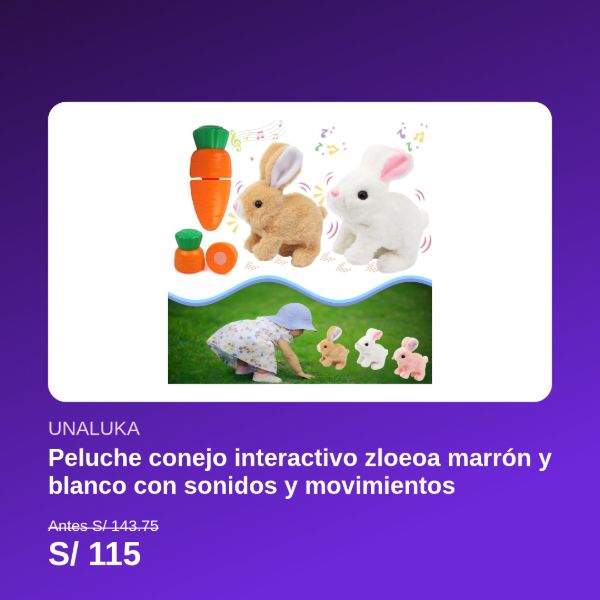 UNALUKA
Peluche conejo interactivo zloeoa marrón y
blanco con sonidos y movimientos
Antes S/ 143.75
S/ 115